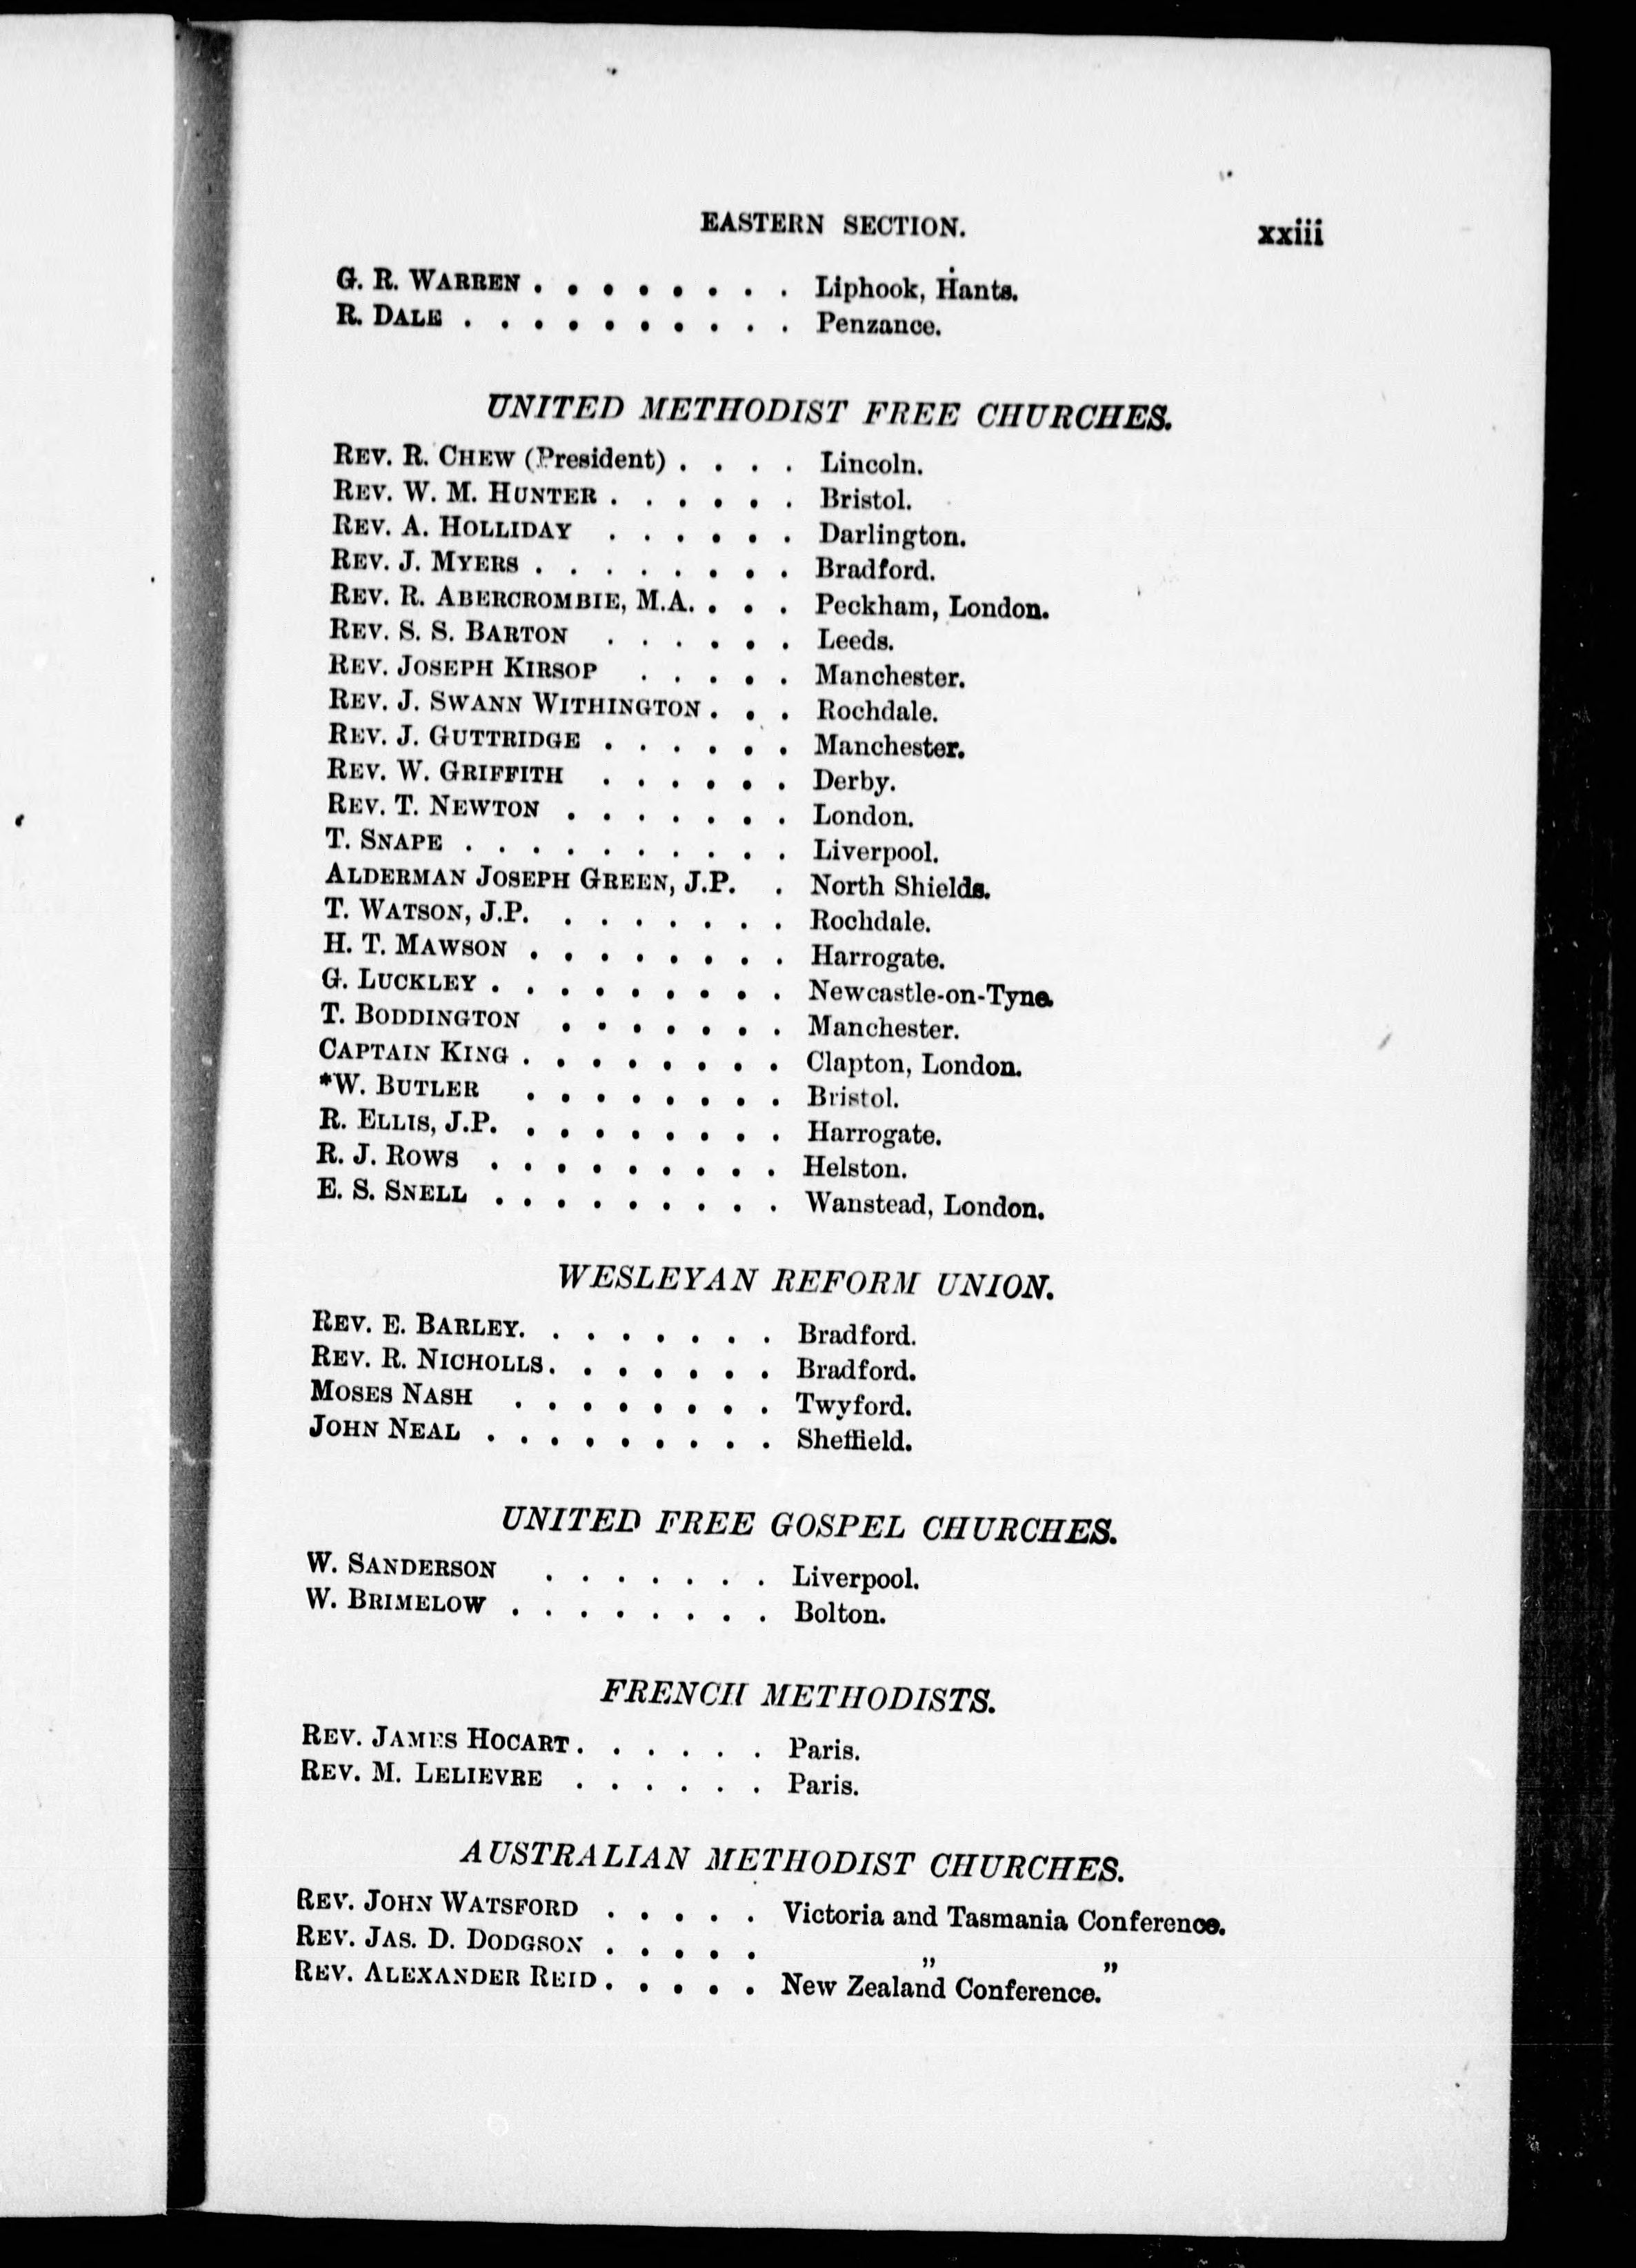 EASTERN SECTION. xxiii
G. R. WARREN . . . . . . . . Liphook, Hants.
R. DALE . . . . . . . . . . Penzance.
UNITED METHODIST FREE CHURCHES.
REV. R. CHEW (President) . . . . Lincoln.
REV. W. M. HUNTER . . . . . . Bristol.
REV. A. HOLLIDAY . . . . . . Darlington.
REV. J. MYERS . . . . . . . . Bradford.
REV. R. ABERCROMBIE, M.A. . . . Peckham, London.
REV. S. S. BARTON . . . . . . Leeds.
REV. JOSEPH KIRSOP . . . . . Manchester.
REV. J. SWANN WITHINGTON . . . Rochdale.
REV. J. GUTTRIDGE . . . . . . Manchester.
REV. W. GRIFFITH . . . . . . Derby.
REV. T. NEWTON . . . . . . . London.
T. SNAPE . . . . . . . . . . Liverpool.
ALDERMAN JOSEPH GREEN, J.P. . North Shields.
T. WATSON, J.P. . . . . . . . Rochdale.
H. T. MAWSON . . . . . . . . Harrogate.
G. LUCKLEY . . . . . . . . . Newcastle-on-Tyne.
T. BODDINGTON . . . . . . . Manchester.
CAPTAIN KING . . . . . . . . Clapton, London.
*W. BUTLER . . . . . . . . Bristol.
R. ELLIS, J.P. . . . . . . . . Harrogate.
R. J. ROWS . . . . . . . . . Helston.
E. S. SNELL . . . . . . . . . Wanstead, London.
WESLEYAN REFORM UNION.
REV. E. BARLEY. . . . . . . . Bradford.
REV. R. NICHOLLS. . . . . . . Bradford.
MOSES NASH . . . . . . . . Twyford.
JOHN NEAL . . . . . . . . . Sheffield.
UNITED FREE GOSPEL CHURCHES.
W. SANDERSON . . . . . . . Liverpool.
W. BRIMELOW . . . . . . . . Bolton.
FRENCH METHODISTS.
REV. JAMES HOCART . . . . . . Paris.
REV. M. LELIEVRE . . . . . . Paris.
AUSTRALIAN METHODIST CHURCHES.
REV. JOHN WATSFORD . . . . . Victoria and Tasmania Conference.
REV. JAS. D. DODGSON . . . . . " "
REV. ALEXANDER REID . . . . . New Zealand Conference.